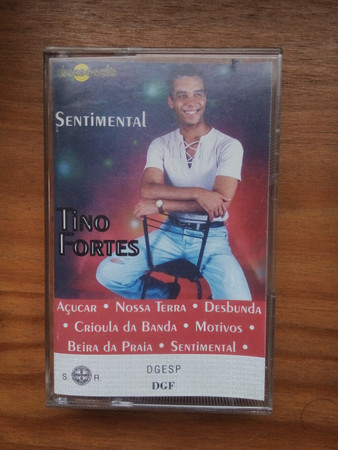 SENTIMENTAL
TINO
FORTES
AÇUCAR • NOSSA TERRA • DESBUNDA
• CRIOULA DA BANDA • MOTIVOS •
BEIRA DA PRAIA • SENTIMENTAL •
S R.
DGESP
DGF